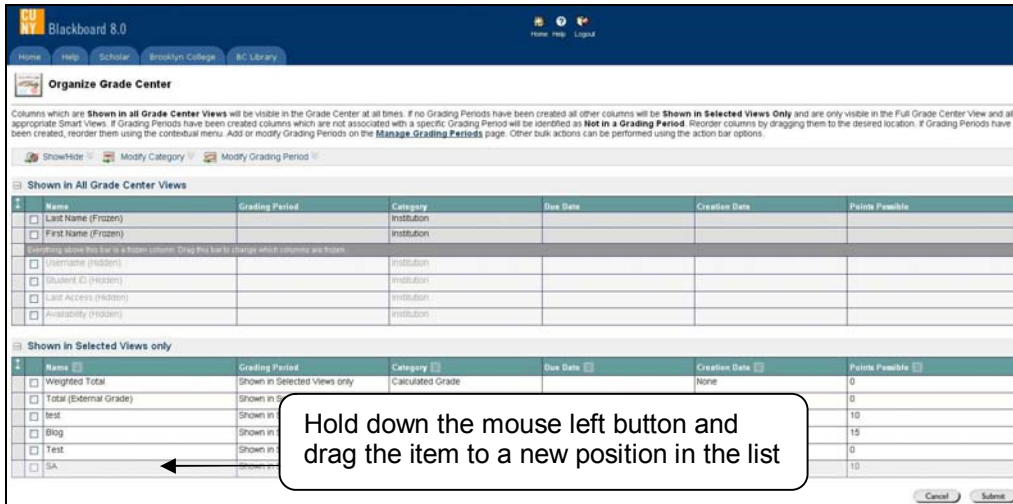 CU
NY Blackboard 8.0
Home Help Logout
Home Help Scholar Brooklyn College BC Library
Organize Grade Center
Columns which are Shown in all Grade Center Views will be visible in the Grade Center at all times. If no Grading Periods have been created all other columns will be Shown in Selected Views Only and are only visible in the Full Grade Center View and all
appropriate Smart Views. If Grading Periods have been created columns which are not associated with a specific Grading Period will be identified as Not in a Grading Period. Reorder columns by dragging them to the desired location. If Grading Periods have
been created, reorder them using the contextual menu. Add or modify Grading Periods on the Manage Grading Periods page. Other bulk actions can be performed using the action bar options.
Show/Hide Modify Category Modify Grading Period
Shown in All Grade Center Views
Name Grading Period Category Due Date Creation Date Points Possible
Last Name (Frozen) Institution
First Name (Frozen) Institution
Everything above this bar is a frozen column. Drag this bar to change which columns are frozen.
Username (Hidden) Institution
Student ID (Hidden) Institution
Last Access (Hidden) Institution
Availability (Hidden) Institution
Shown in Selected Views only
Name Grading Period Category Due Date Creation Date Points Possible
Weighted Total Shown in Selected Views only Calculated Grade None 0
Total (External Grade) Shown in 0
test Shown in 10
Blog Shown in 15
Test Shown in 0
SA Shown in 10
Hold down the mouse left button and
drag the item to a new position in the list
Cancel Submit